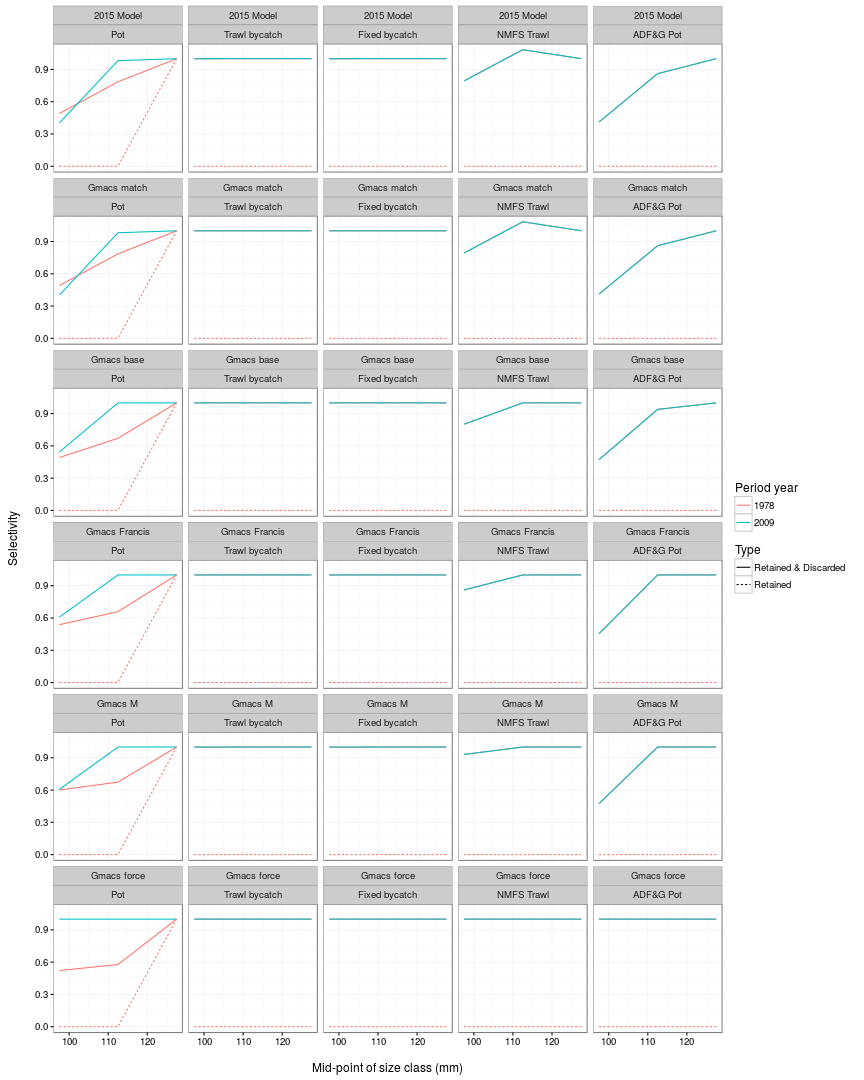 2015 Model 2015 Model 2015 Model 2015 Model 2015 Model
Pot Trawl bycatch Fixed bycatch NMFS Trawl ADF&G Pot
0.9
0.6
0.3
0.0
Gmacs match Gmacs match Gmacs match Gmacs match Gmacs match
Pot Trawl bycatch Fixed bycatch NMFS Trawl ADF&G Pot
0.9
0.6
0.3
0.0
Gmacs base Gmacs base Gmacs base Gmacs base Gmacs base
Pot Trawl bycatch Fixed bycatch NMFS Trawl ADF&G Pot
0.9
0.6
0.3
0.0
Gmacs Francis Gmacs Francis Gmacs Francis Gmacs Francis Gmacs Francis
Pot Trawl bycatch Fixed bycatch NMFS Trawl ADF&G Pot
0.9
0.6
0.3
0.0
Gmacs M Gmacs M Gmacs M Gmacs M Gmacs M
Pot Trawl bycatch Fixed bycatch NMFS Trawl ADF&G Pot
0.9
0.6
0.3
0.0
Gmacs force Gmacs force Gmacs force Gmacs force Gmacs force
Pot Trawl bycatch Fixed bycatch NMFS Trawl ADF&G Pot
0.9
0.6
0.3
0.0
100 110 120 100 110 120 100 110 120 100 110 120 100 110 120
Mid-point of size class (mm)
Selectivity
Period year
1978
2009
Type
Retained & Discarded
Retained